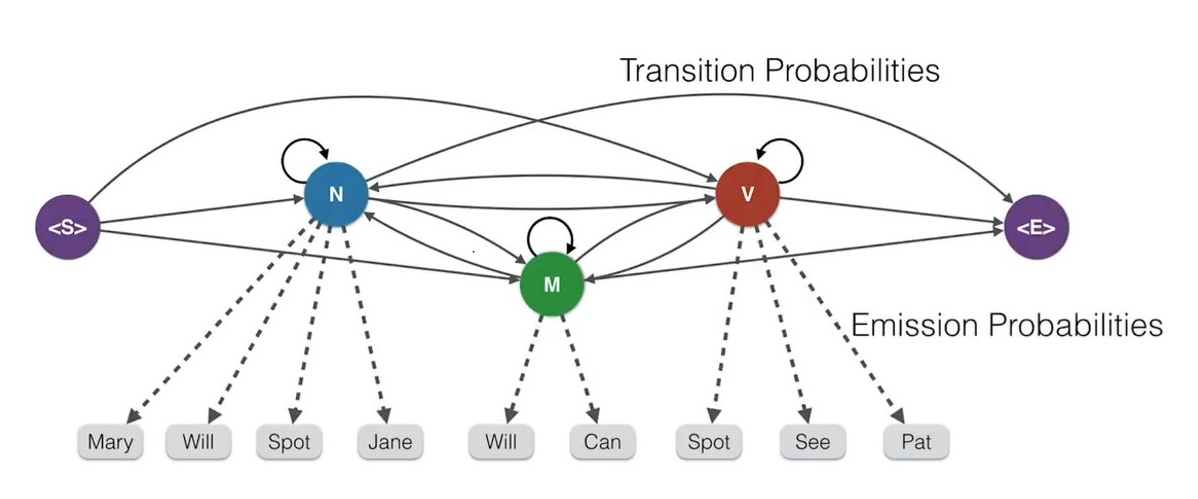 Transition Probabilities
<S>
N
V
M
<E>
Emission Probabilities
Mary
Will
Spot
Jane
Will
Can
Spot
See
Pat